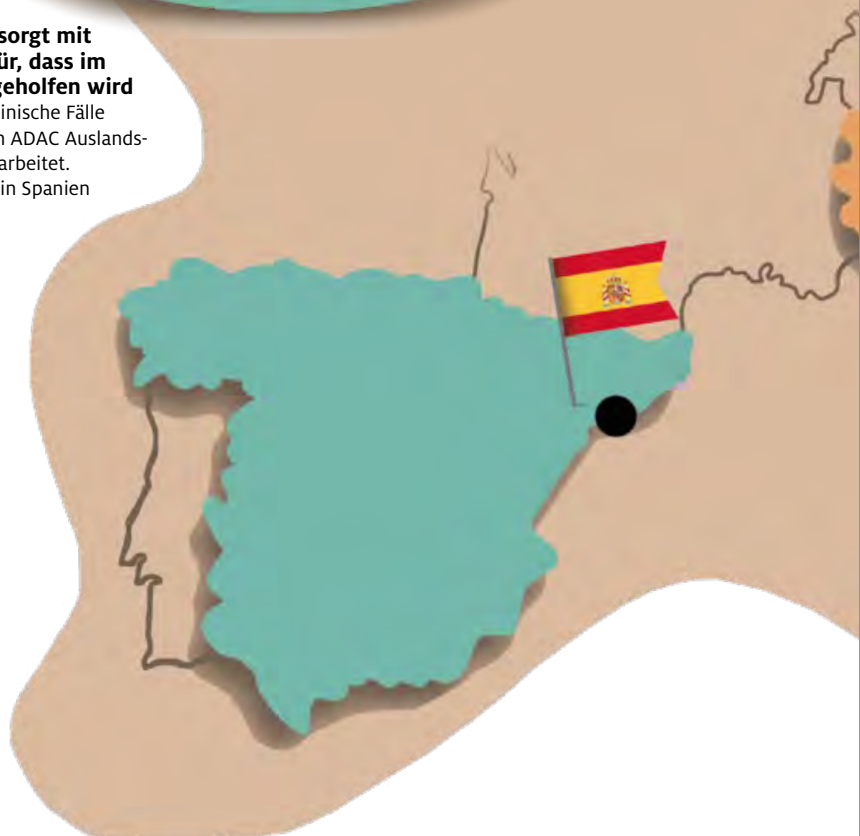 sorgt mit
ür, dass im
geholfen wird
inische Fälle
n ADAC Auslands-
arbeitet.
in Spanien